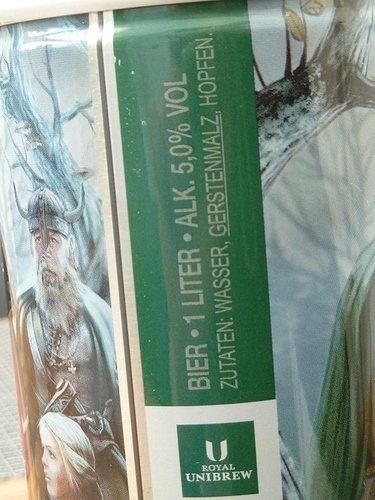 BIER • 1 LITER • ALK. 5,0% VOL
ZUTATEN: WASSER, GERSTENMALZ, HOPFEN.
ROYAL
UNIBREW